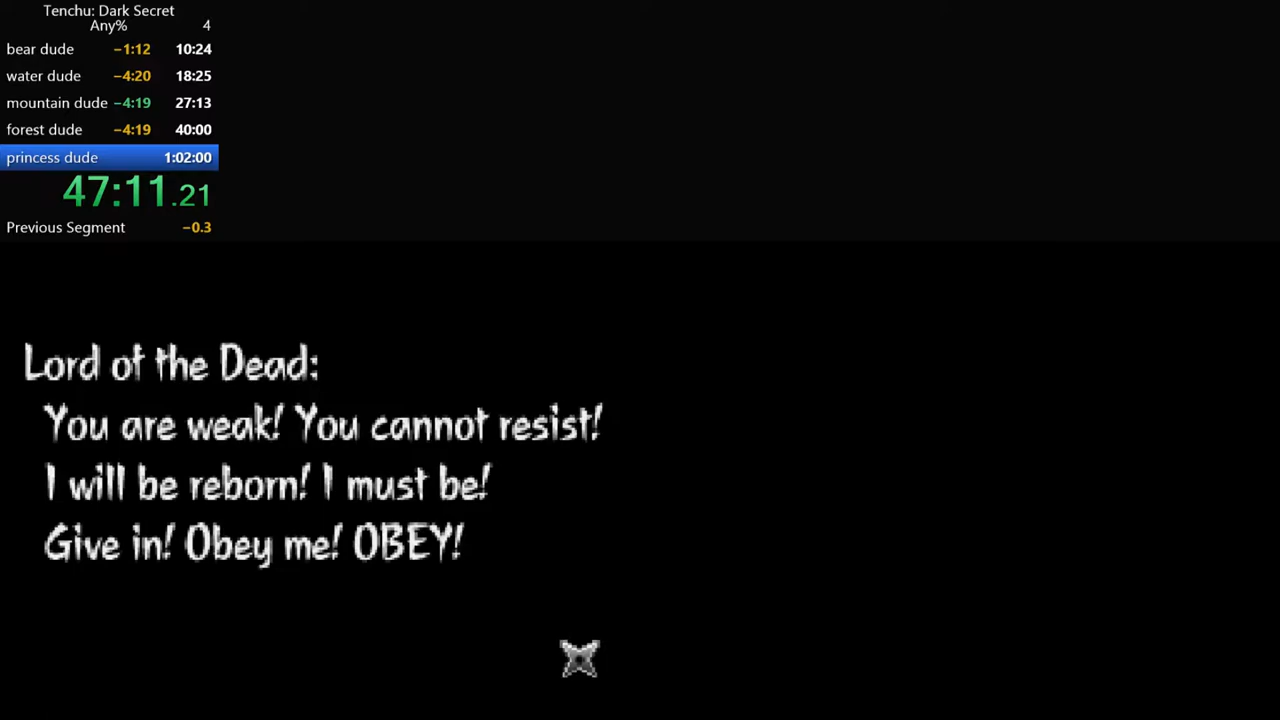 Tenchu: Dark Secret
Any% 4
bear dude −1:12 10:24
water dude −4:20 18:25
mountain dude −4:19 27:13
forest dude −4:19 40:00
princess dude 1:02:00
47:11.21
Previous Segment −0.3
Lord of the Dead:
You are weak! You cannot resist!
I will be reborn! I must be!
Give in! Obey me! OBEY!